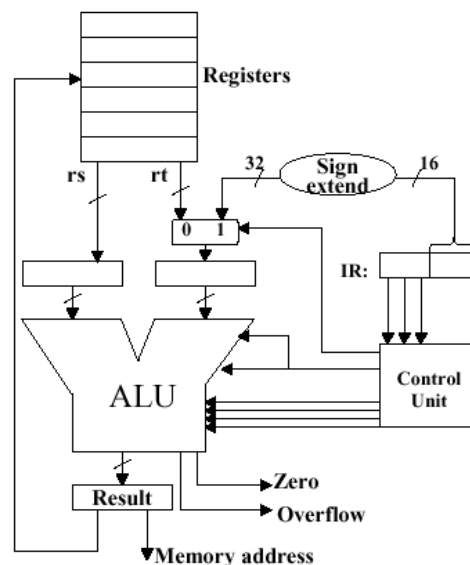 Registers
rs
rt
32
Sign
extend
16
0 1
IR:
ALU
Control
Unit
Result
Zero
Overflow
Memory address